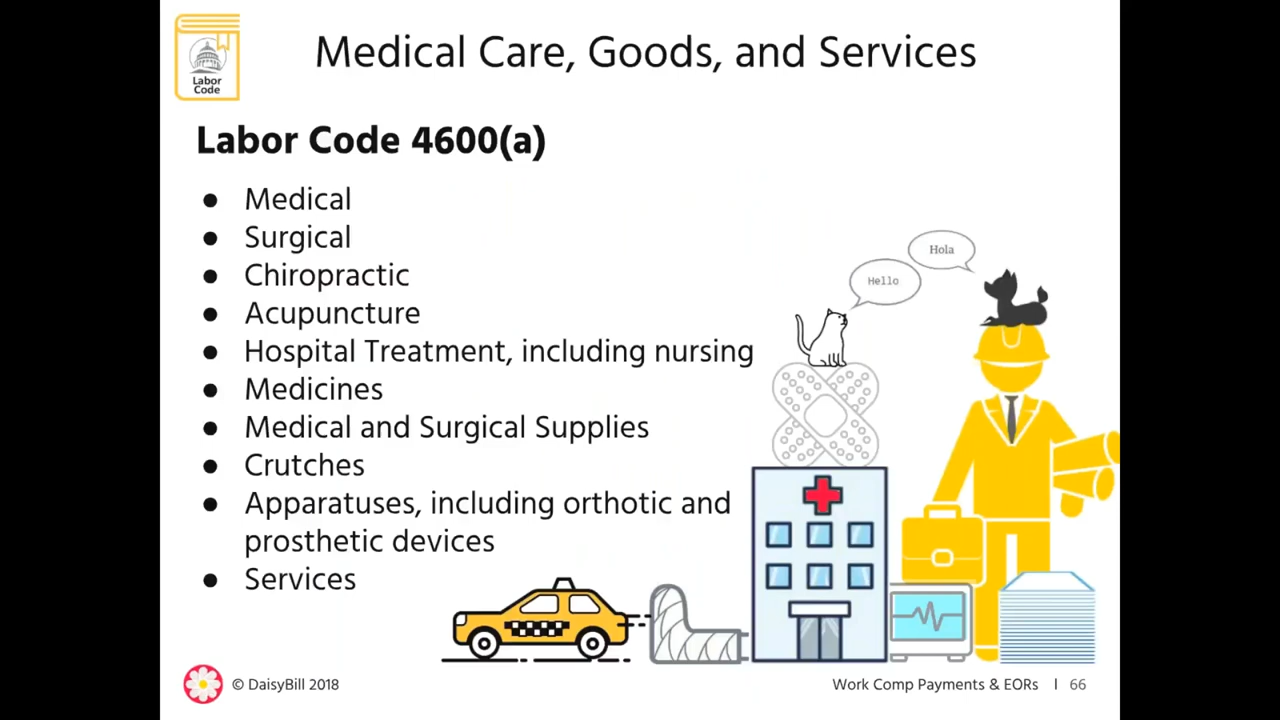 Labor
Code
Medical Care, Goods, and Services
Labor Code 4600(a)
● Medical
● Surgical
● Chiropractic
● Acupuncture
● Hospital Treatment, including nursing
● Medicines
● Medical and Surgical Supplies
● Crutches
● Apparatuses, including orthotic and
prosthetic devices
● Services
Hello
Hola
© DaisyBill 2018
Work Comp Payments & EORs | 66